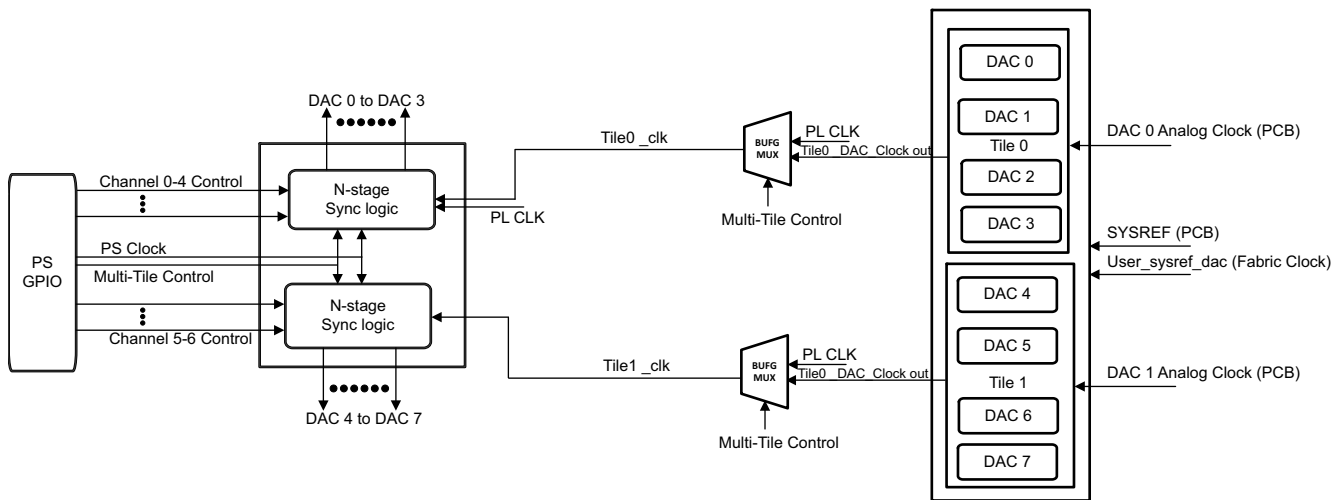 DAC 0 to DAC 3
PS
GPIO
Channel 0-4 Control
PS Clock
Multi-Tile Control
Channel 5-6 Control
N-stage
Sync logic
N-stage
Sync logic
DAC 4 to DAC 7
Tile0 _clk
PL CLK
Tile1 _clk
BUFG
MUX
PL CLK
Tile0_DAC_Clock out
Multi-Tile Control
BUFG
MUX
PL CLK
Tile0_DAC_Clock out
Multi-Tile Control
DAC 0
DAC 1
Tile 0
DAC 2
DAC 3
DAC 4
DAC 5
Tile 1
DAC 6
DAC 7
DAC 0 Analog Clock (PCB)
SYSREF (PCB)
User_sysref_dac (Fabric Clock)
DAC 1 Analog Clock (PCB)